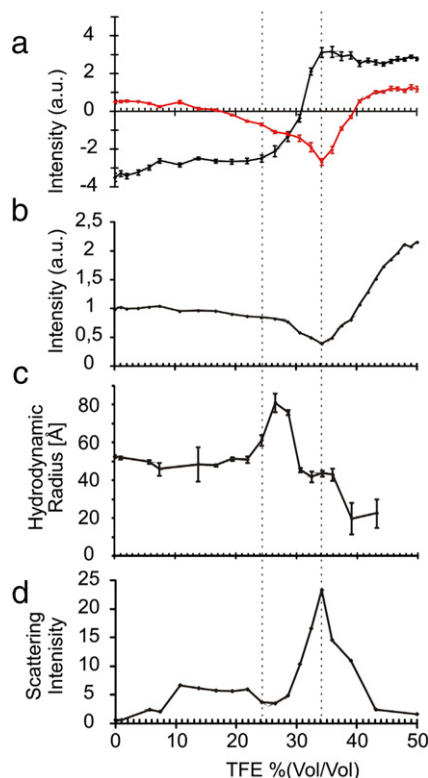 a
4
2
0
-2
-4
Intensity (a.u.)
b
2,5
2
1,5
1
0,5
0
Intensity (a.u.)
c
80
60
40
20
0
Hydrodynamic
Radius [Å]
d
25
20
15
10
5
0
Scattering
Intenisity
0 10 20 30 40 50
TFE %(Vol/Vol)